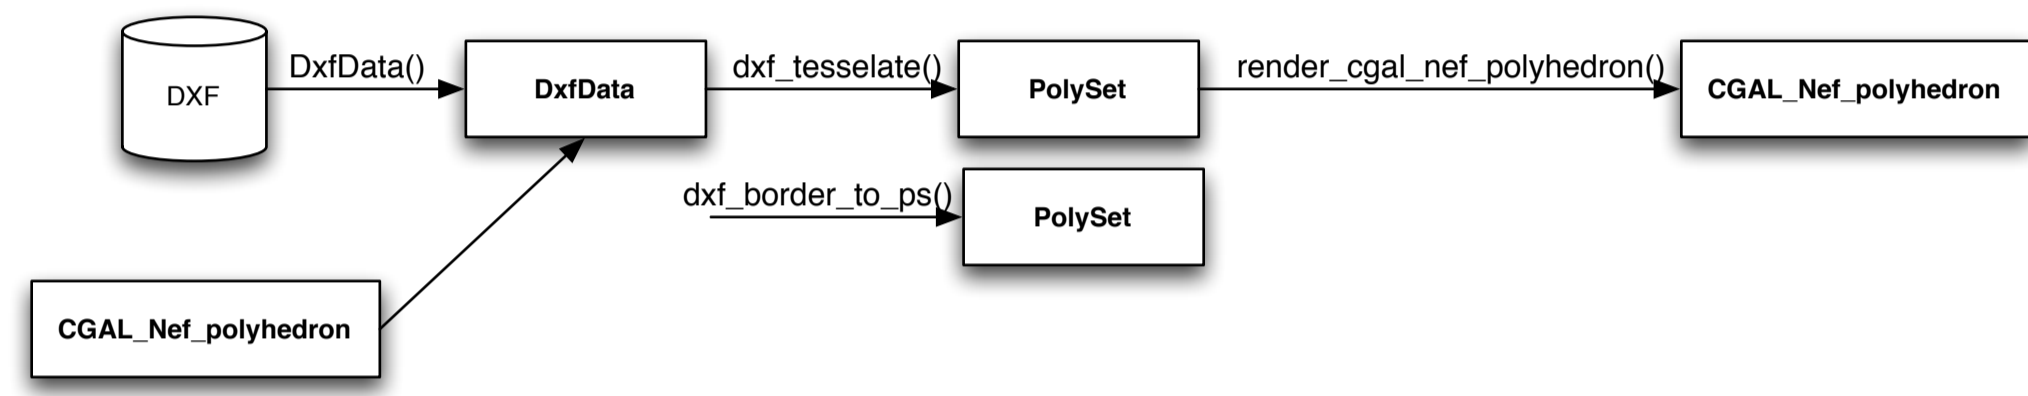 DXF
DxfData()
DxfData
dxf_tesselate()
PolySet
render_cgal_nef_polyhedron()
CGAL_Nef_polyhedron
dxf_border_to_ps()
PolySet
CGAL_Nef_polyhedron